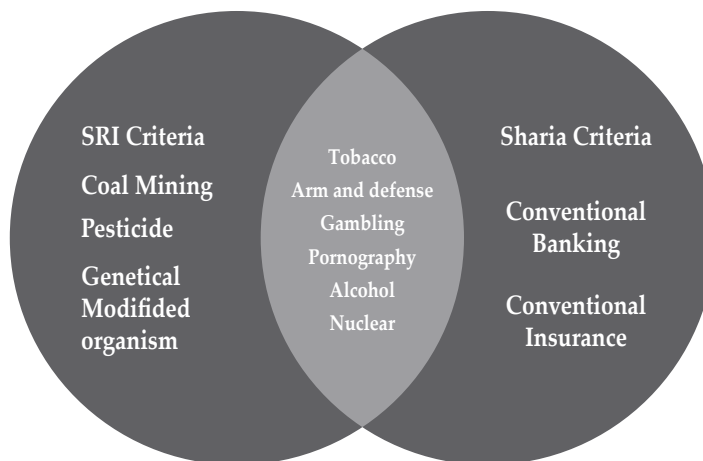 SRI Criteria
Coal Mining
Pesticide
Genetical
Modifided
organism
Tobacco
Arm and defense
Gambling
Pornography
Alcohol
Nuclear
Sharia Criteria
Conventional
Banking
Conventional
Insurance